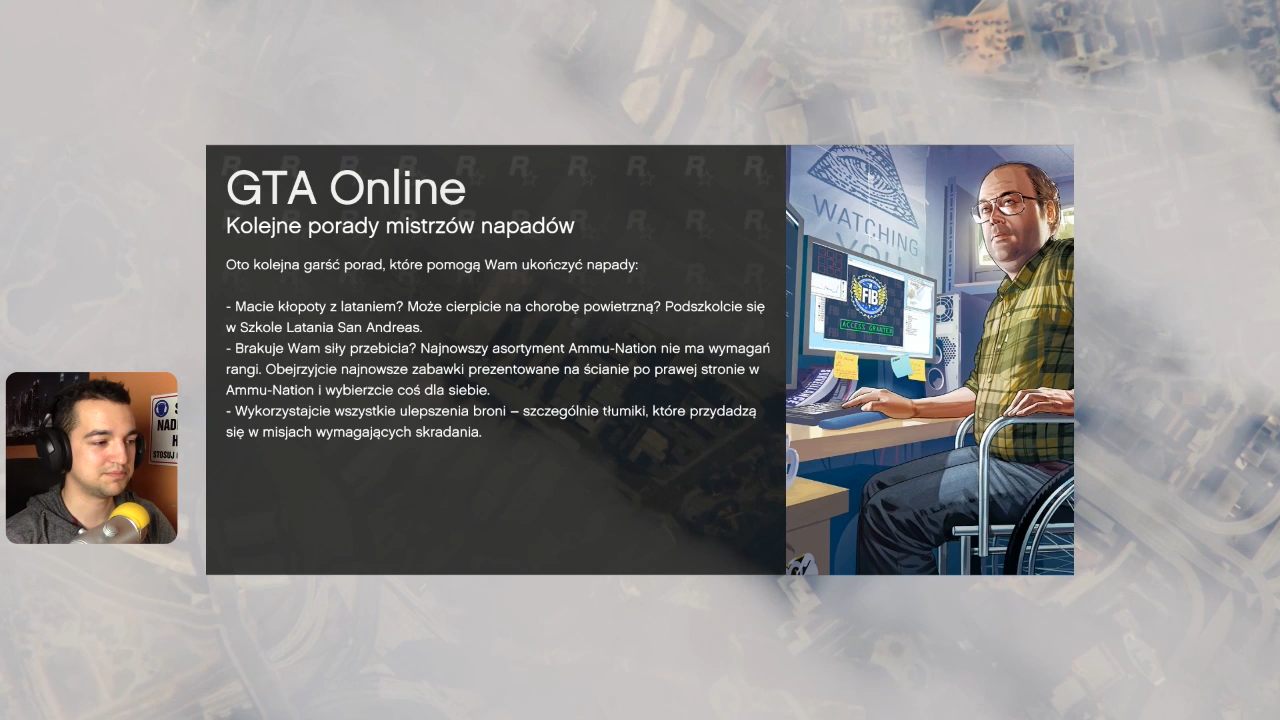 GTA Online
Kolejne porady mistrzów napadów
Oto kolejna garść porad, które pomogą Wam ukończyć napady:
- Macie kłopoty z lataniem? Może cierpicie na chorobę powietrzną? Podszkolcie się
w Szkole Latania San Andreas.
- Brakuje Wam siły przebicia? Najnowszy asortyment Ammu-Nation nie ma wymagań
rangi. Obejrzyjcie najnowsze zabawki prezentowane na ścianie po prawej stronie w
Ammu-Nation i wybierzcie coś dla siebie.
- Wykorzystajcie wszystkie ulepszenia broni – szczególnie tłumiki, które przydadzą
się w misjach wymagających skradania.
WATCHING
YOU
FIB
ACCESS GRANTED
STOSUJ